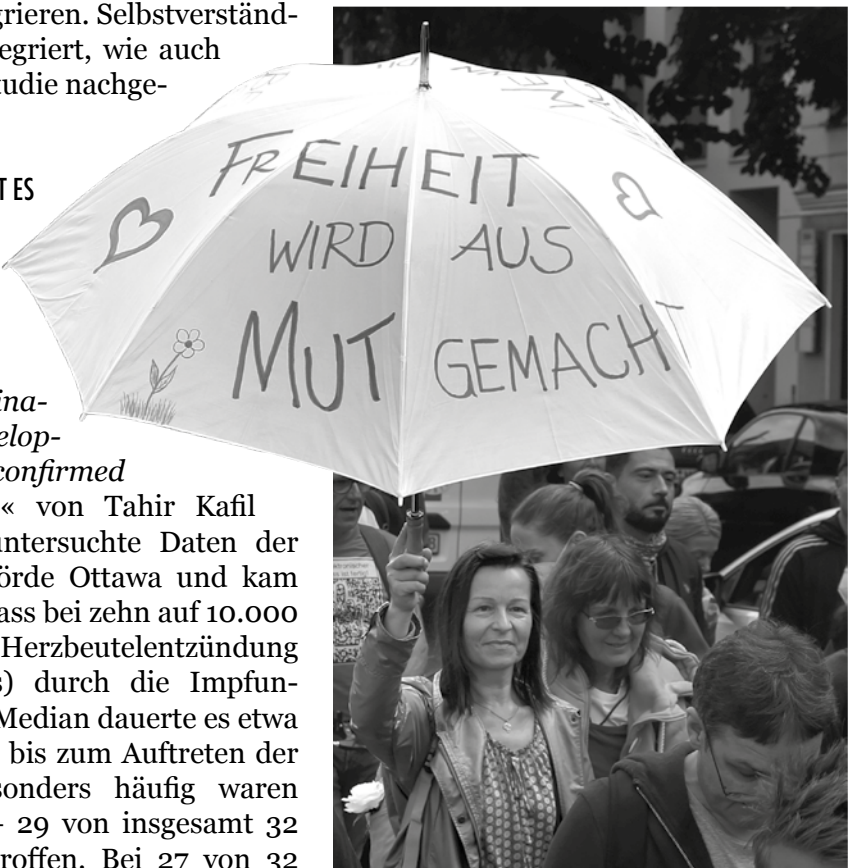 grieren. Selbstverständ-
egriert, wie auch
tudie nachge-
T ES
ina-
elop-
confirmed
« von Tahir Kafil
untersuchte Daten der
örde Ottawa und kam
ass bei zehn auf 10.000
Herzbeutelentzündung
s) durch die Impfun-
Median dauerte es etwa
bis zum Auftreten der
sonders häufig waren
- 29 von insgesamt 32
roffen. Bei 27 von 32
FREIHEIT
WIRD AUS
MUT GEMACHT